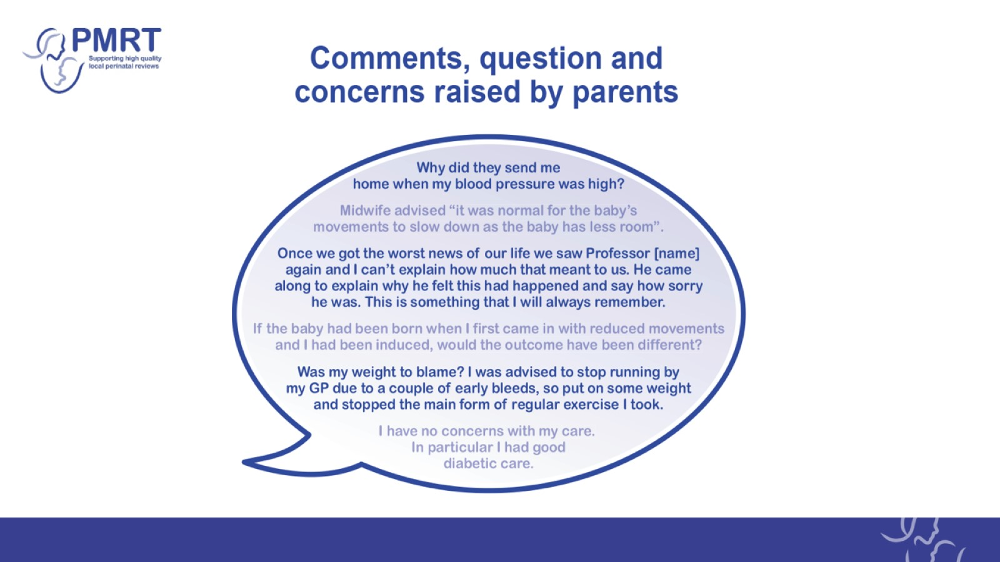 PMRT
Supporting high quality
local perinatal reviews
Comments, question and
concerns raised by parents
Why did they send me
home when my blood pressure was high?
Midwife advised “it was normal for the baby’s
movements to slow down as the baby has less room”.
Once we got the worst news of our life we saw Professor [name]
again and I can’t explain how much that meant to us. He came
along to explain why he felt this had happened and say how sorry
he was. This is something that I will always remember.
If the baby had been born when I first came in with reduced movements
and I had been induced, would the outcome have been different?
Was my weight to blame? I was advised to stop running by
my GP due to a couple of early bleeds, so put on some weight
and stopped the main form of regular exercise I took.
I have no concerns with my care.
In particular I had good
diabetic care.